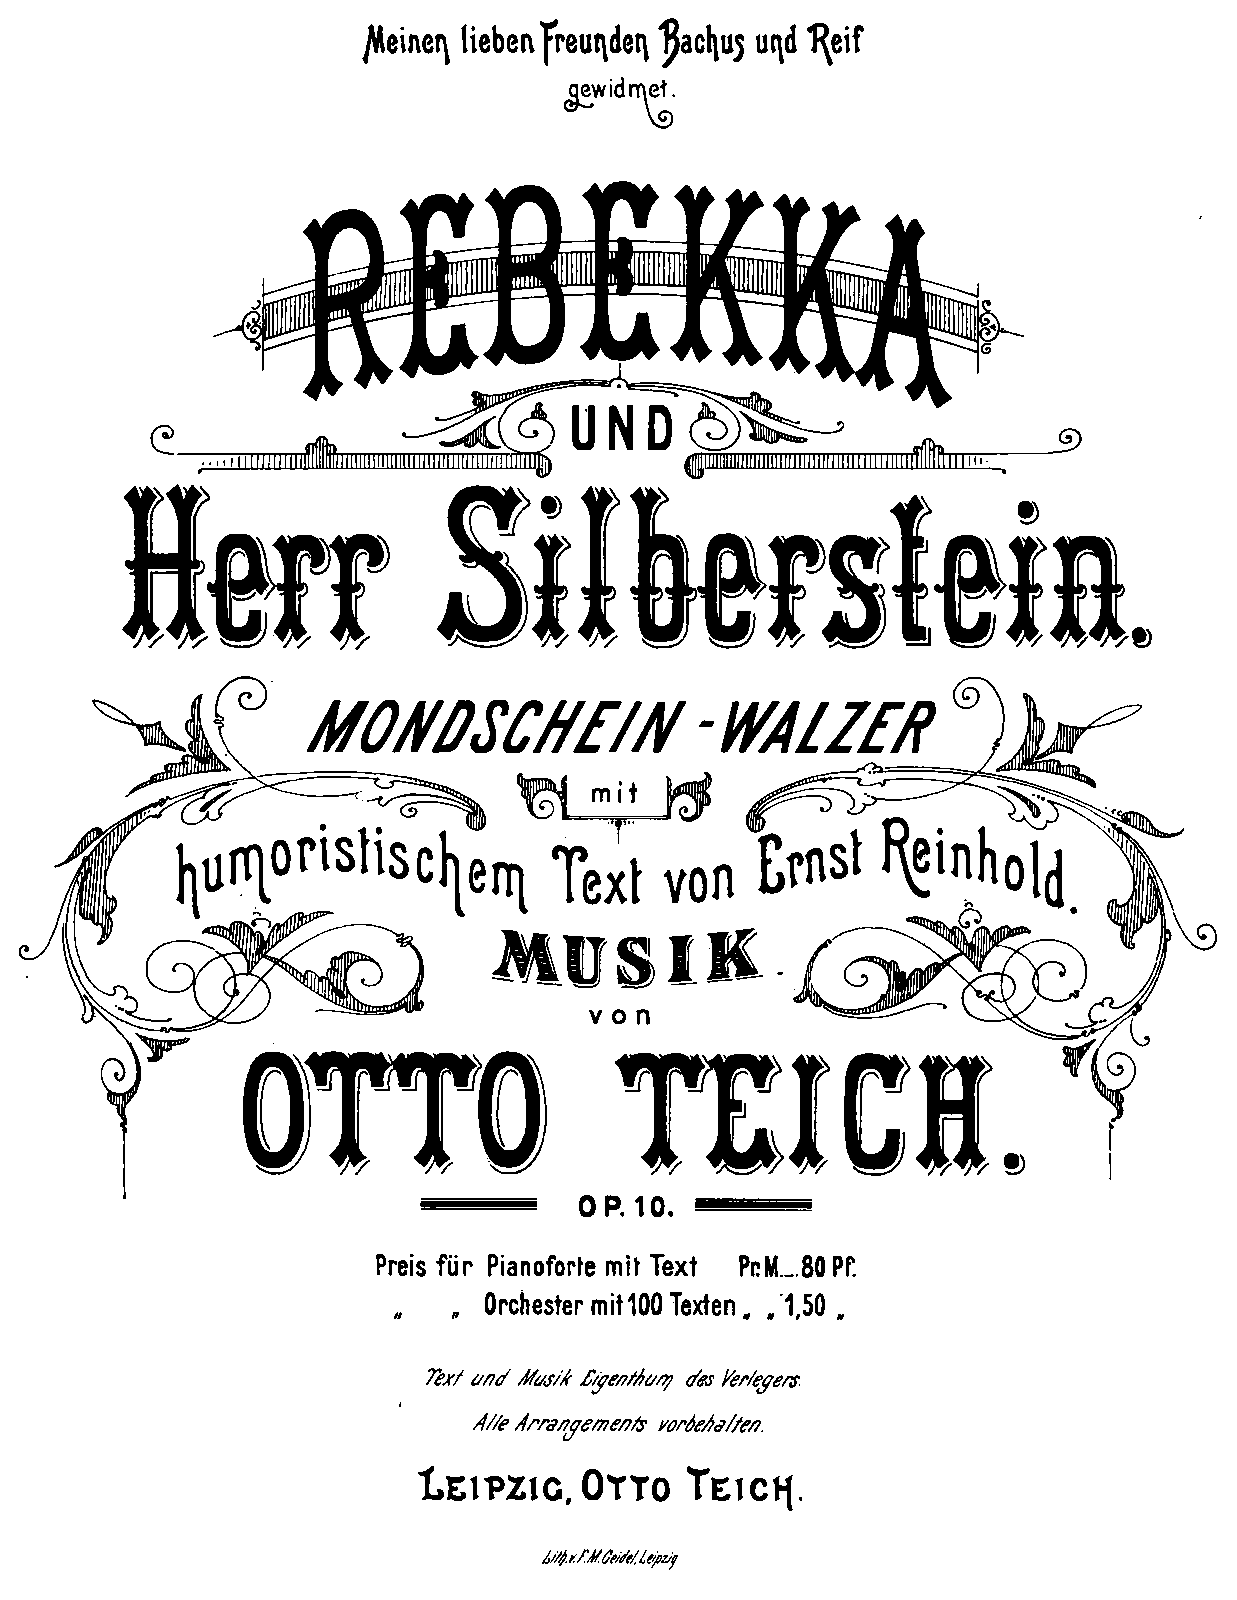 Meinen lieben Freunden Bachus und Reif
gewidmet.
REBEKKA
UND
Herr Silberstein.
MONDSCHEIN-WALZER
mit
humoristischem Text von Ernst Reinhold.
MUSIK
von
OTTO TEICH.
OP. 10.
Preis für Pianoforte mit Text Pr. M._.80 Pf.
„ „ Orchester mit 100 Texten „ „ 1,50 „
Text und Musik Eigenthum des Verlegers.
Alle Arrangements vorbehalten.
LEIPZIG, OTTO TEICH.
Lith. v. F. M. Geidel, Leipzig